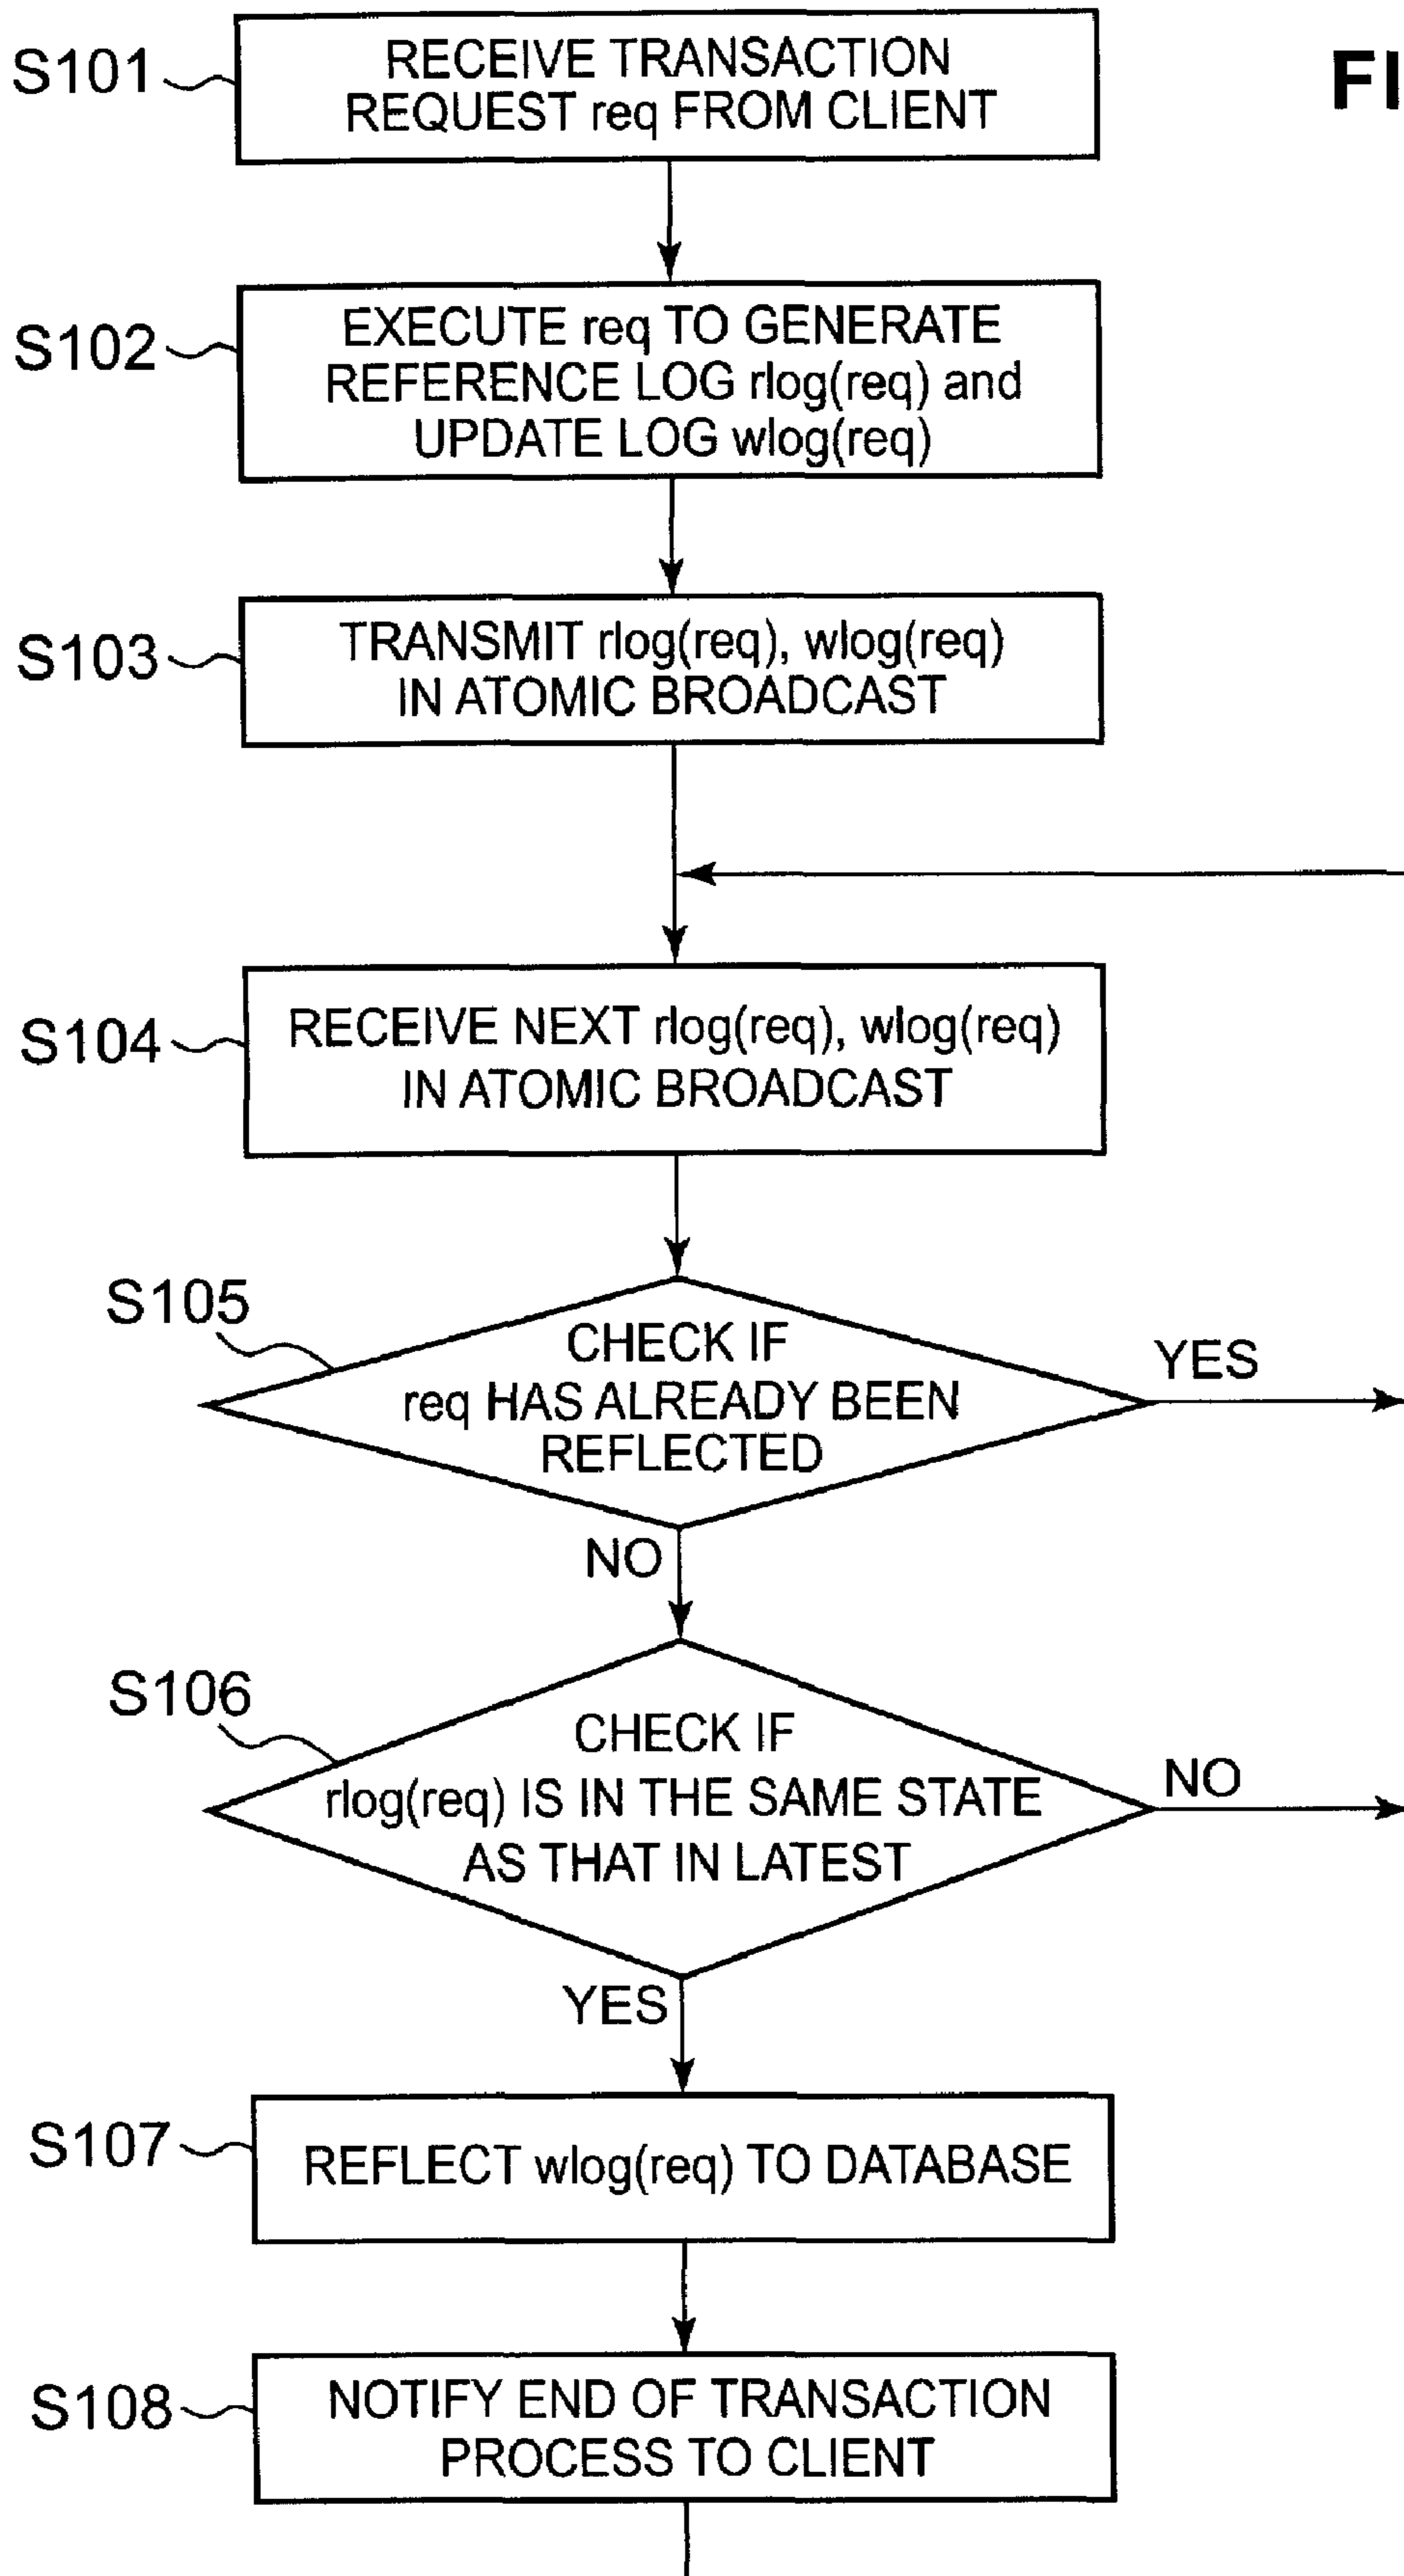 FI
S101
RECEIVE TRANSACTION
REQUEST req FROM CLIENT
S102
EXECUTE req TO GENERATE
REFERENCE LOG rlog(req) and
UPDATE LOG wlog(req)
S103
TRANSMIT rlog(req), wlog(req)
IN ATOMIC BROADCAST
S104
RECEIVE NEXT rlog(req), wlog(req)
IN ATOMIC BROADCAST
S105
CHECK IF
req HAS ALREADY BEEN
REFLECTED
YES
NO
S106
CHECK IF
rlog(req) IS IN THE SAME STATE
AS THAT IN LATEST
NO
YES
S107
REFLECT wlog(req) TO DATABASE
S108
NOTIFY END OF TRANSACTION
PROCESS TO CLIENT